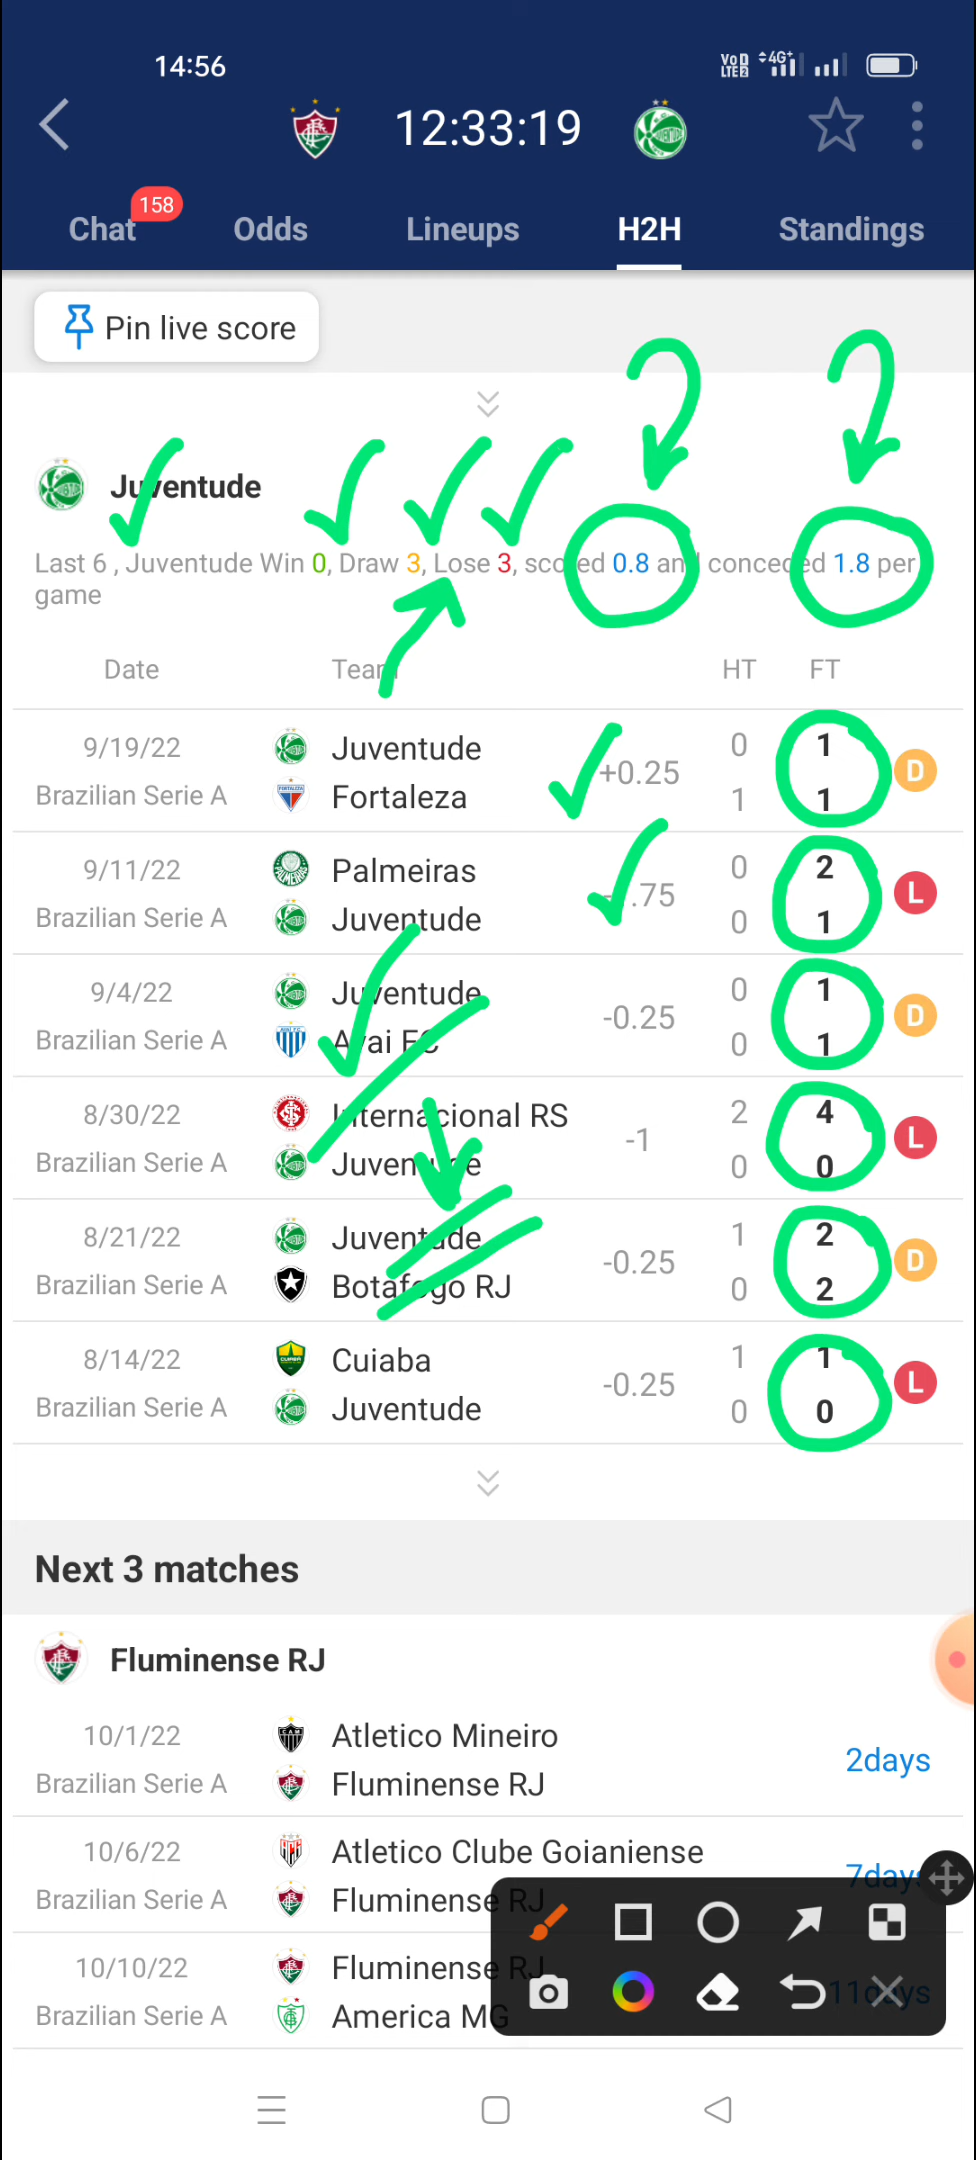 14:56
VoD LTE2 4G+
12:33:19
158
Chat Odds Lineups H2H Standings
Pin live score
Juventude
Last 6 , Juventude Win 0, Draw 3, Lose 3, scored 0.8 and conceded 1.8 per
game
Date Team HT FT
9/19/22 Juventude 0 1
+0.25 D
Brazilian Serie A Fortaleza 1 1
9/11/22 Palmeiras 0 2
.75 L
Brazilian Serie A Juventude 0 1
9/4/22 Juventude 0 1
-0.25 D
Brazilian Serie A Avai FC 0 1
8/30/22 Internacional RS 2 4
-1 L
Brazilian Serie A Juventude 0 0
8/21/22 Juventude 1 2
-0.25 D
Brazilian Serie A Botafogo RJ 0 2
8/14/22 Cuiaba 1 1
-0.25 L
Brazilian Serie A Juventude 0 0
Next 3 matches
Fluminense RJ
10/1/22 Atletico Mineiro
2days
Brazilian Serie A Fluminense RJ
10/6/22 Atletico Clube Goianiense
7days
Brazilian Serie A Fluminense RJ
10/10/22 Fluminense RJ
11days
Brazilian Serie A America MG